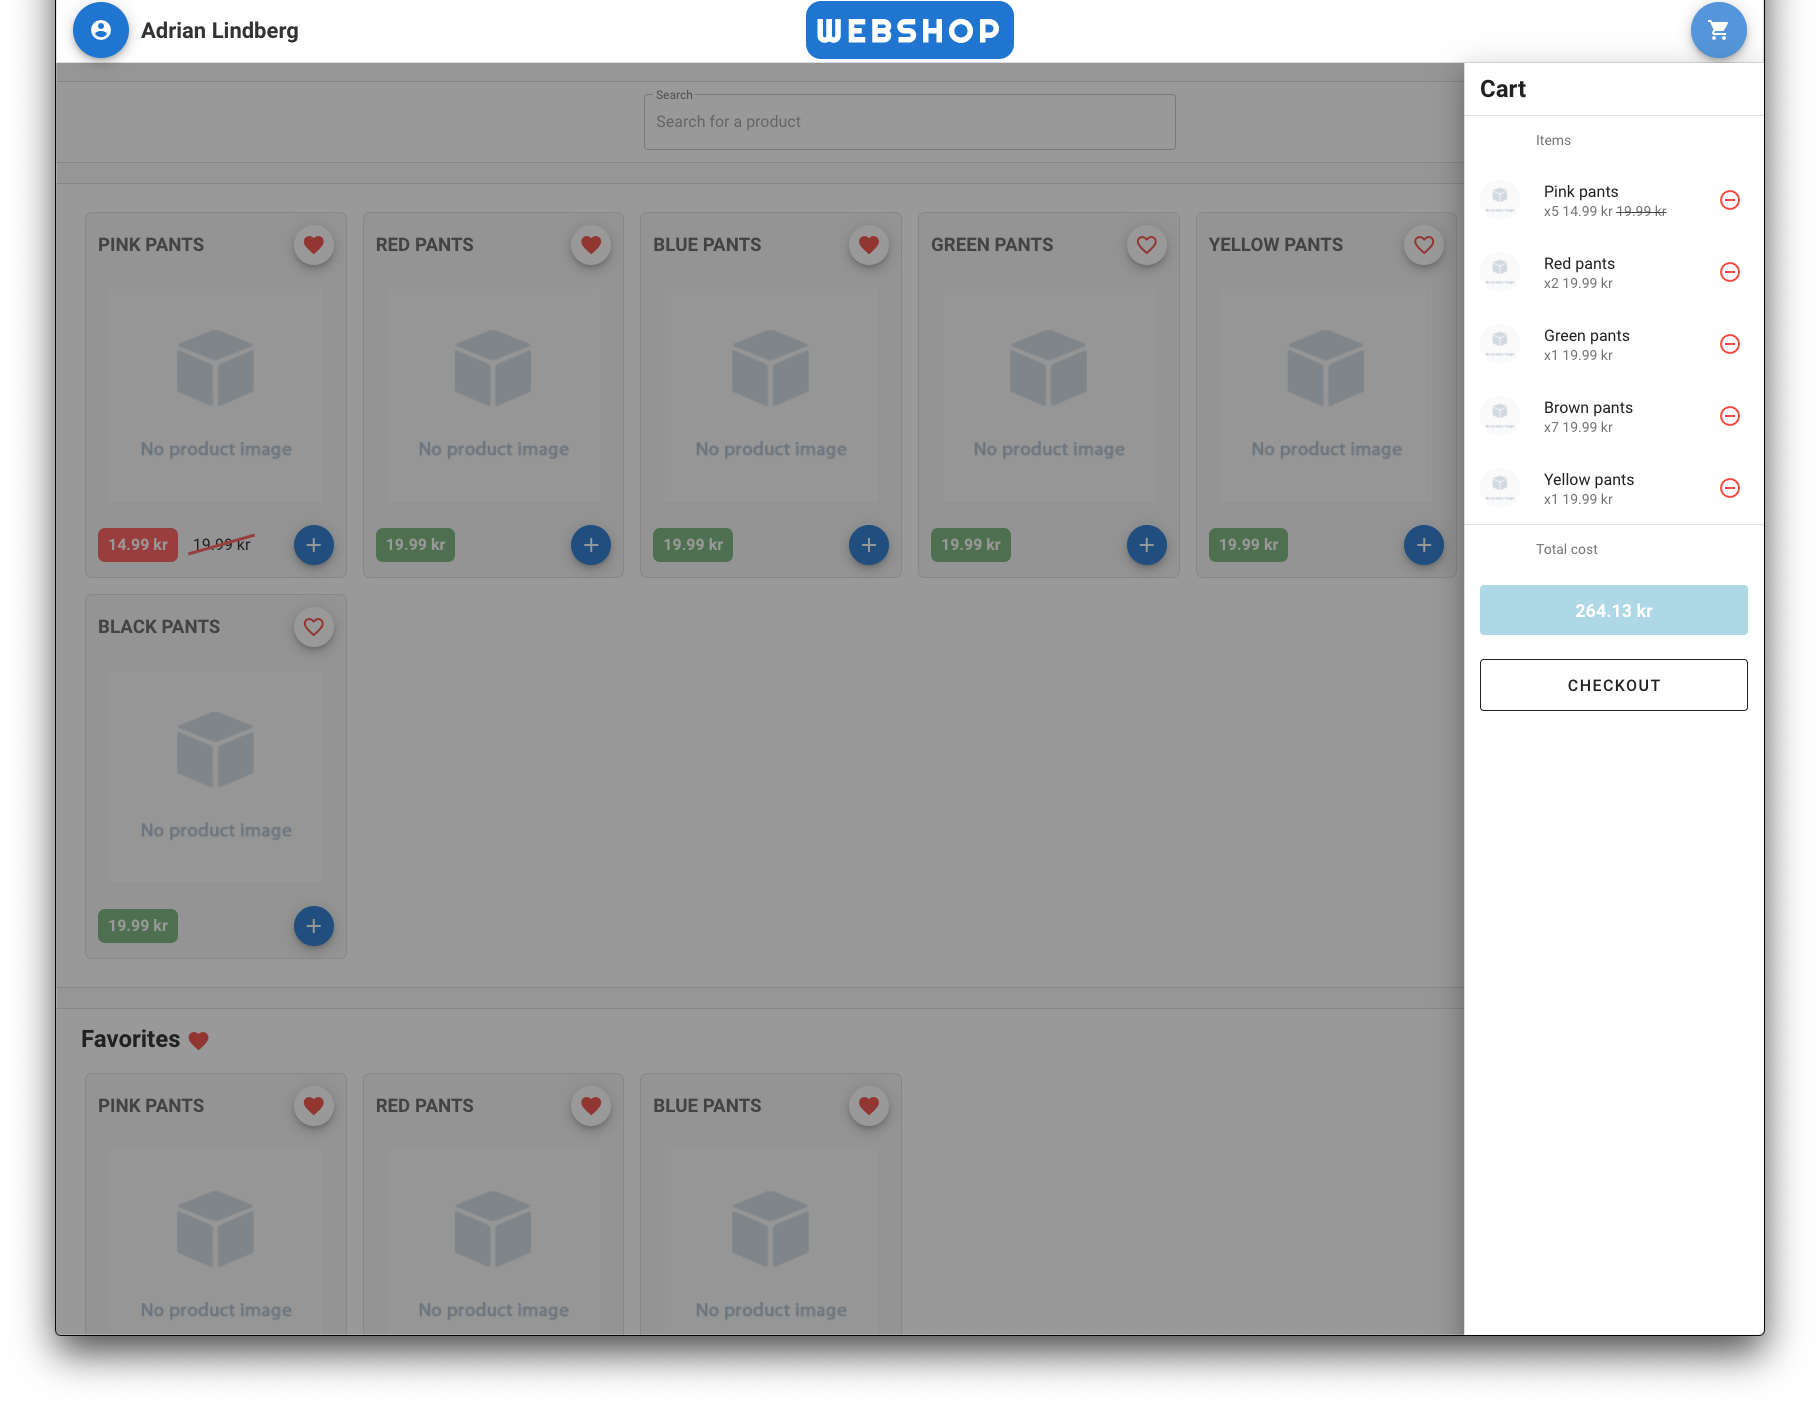 Adrian Lindberg
WEBSHOP
Search
Search for a product
PINK PANTS
RED PANTS
BLUE PANTS
GREEN PANTS
YELLOW PANTS
No product image
No product image
No product image
No product image
No product image
14.99 kr 19.99 kr
19.99 kr
19.99 kr
19.99 kr
19.99 kr
BLACK PANTS
No product image
19.99 kr
Favorites
PINK PANTS
RED PANTS
BLUE PANTS
No product image
No product image
No product image
Cart
Items
Pink pants
x5 14.99 kr 19.99 kr
Red pants
x2 19.99 kr
Green pants
x1 19.99 kr
Brown pants
x7 19.99 kr
Yellow pants
x1 19.99 kr
Total cost
264.13 kr
CHECKOUT